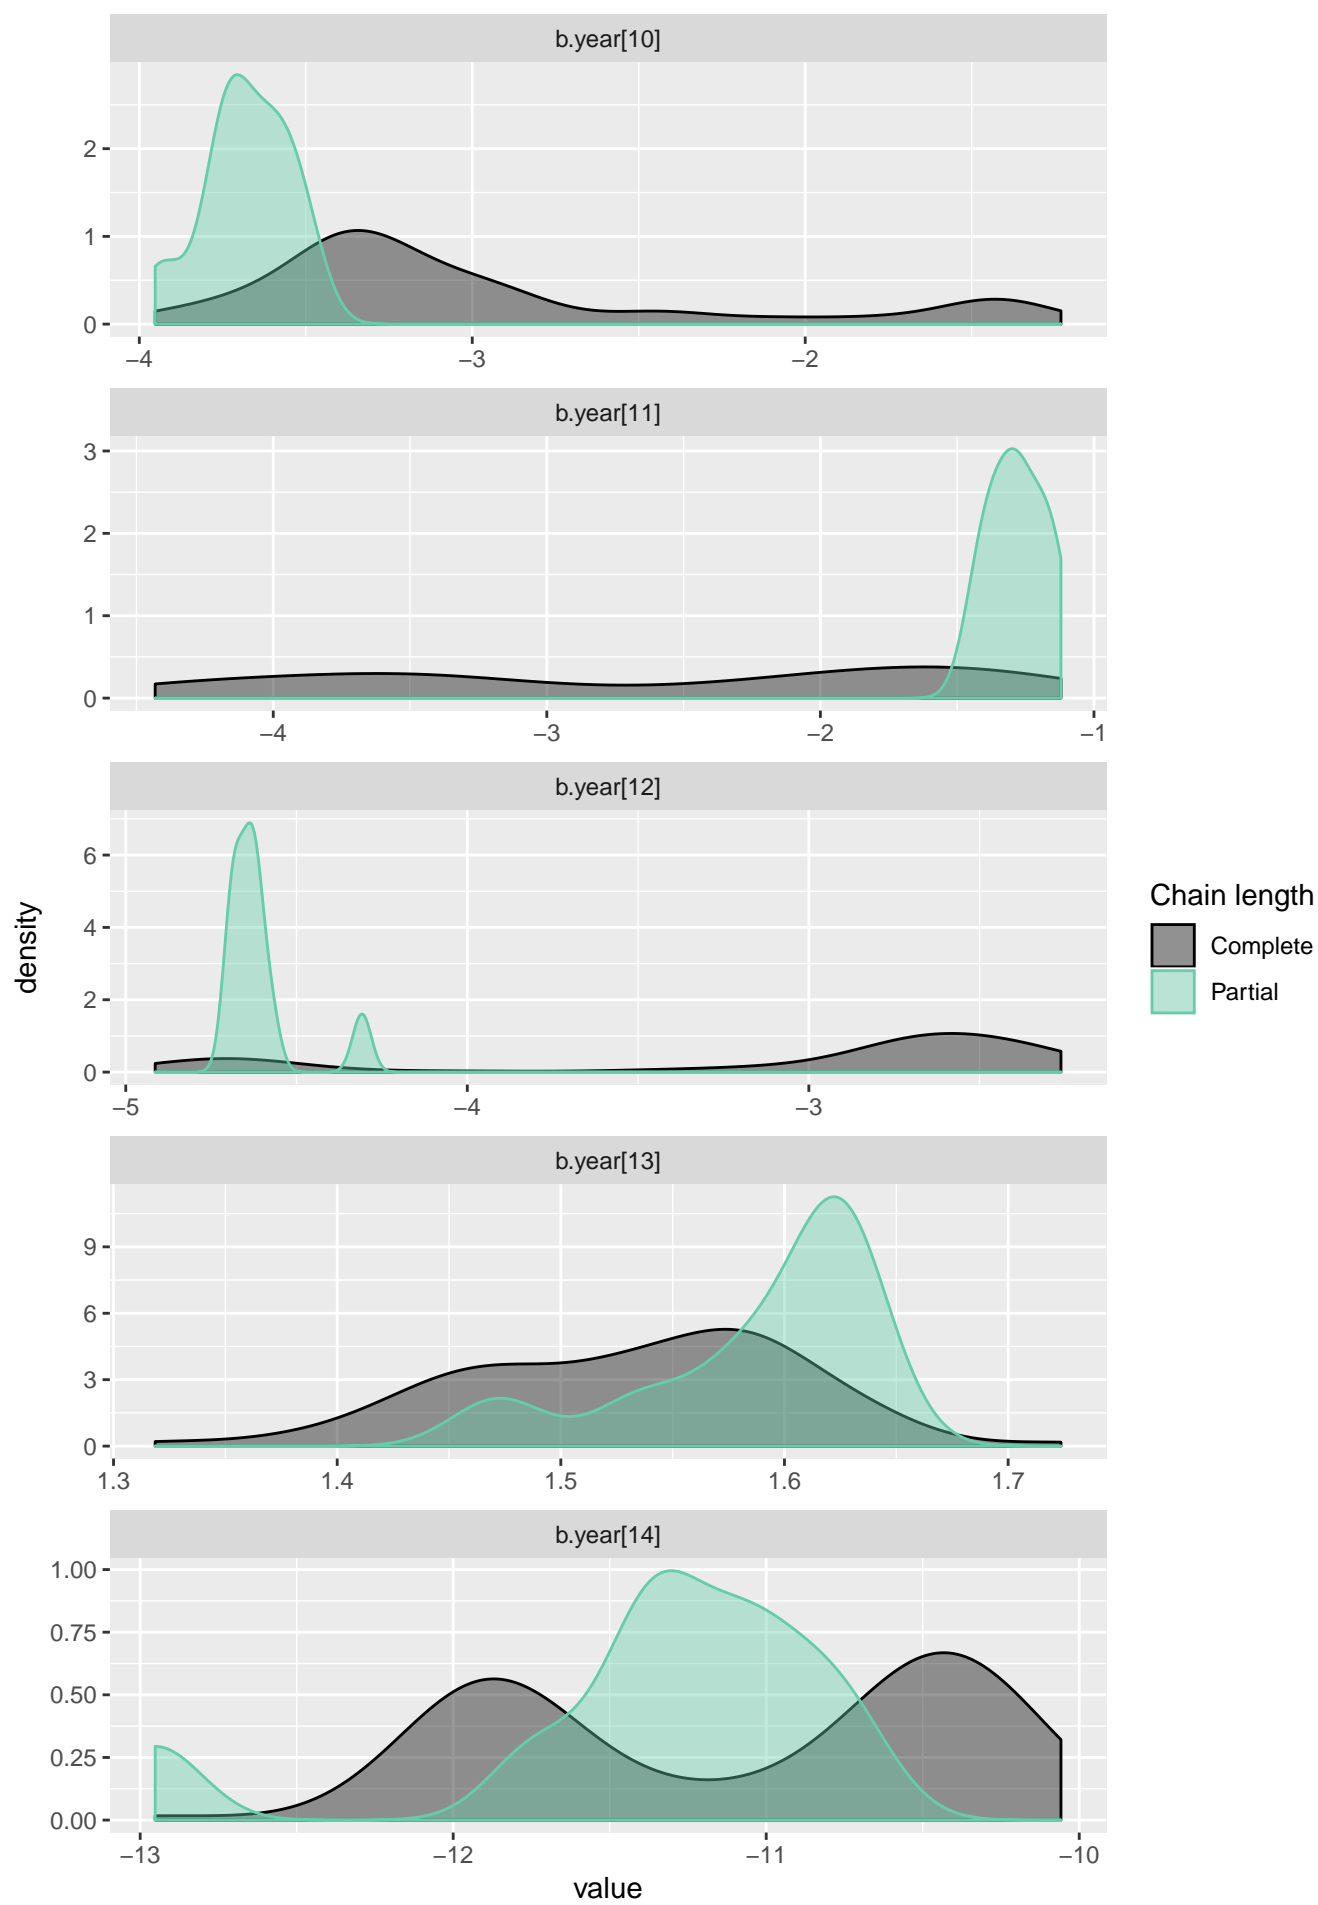 b.year[10]
2
1
0
−4 −3 −2
b.year[11]
3
2
1
0
−4 −3 −2 −1
b.year[12]
6
4
2
0
−5 −4 −3
b.year[13]
9
6
3
0
1.3 1.4 1.5 1.6 1.7
b.year[14]
1.00
0.75
0.50
0.25
0.00
−13 −12 −11 −10
value
density
Chain length
Complete
Partial